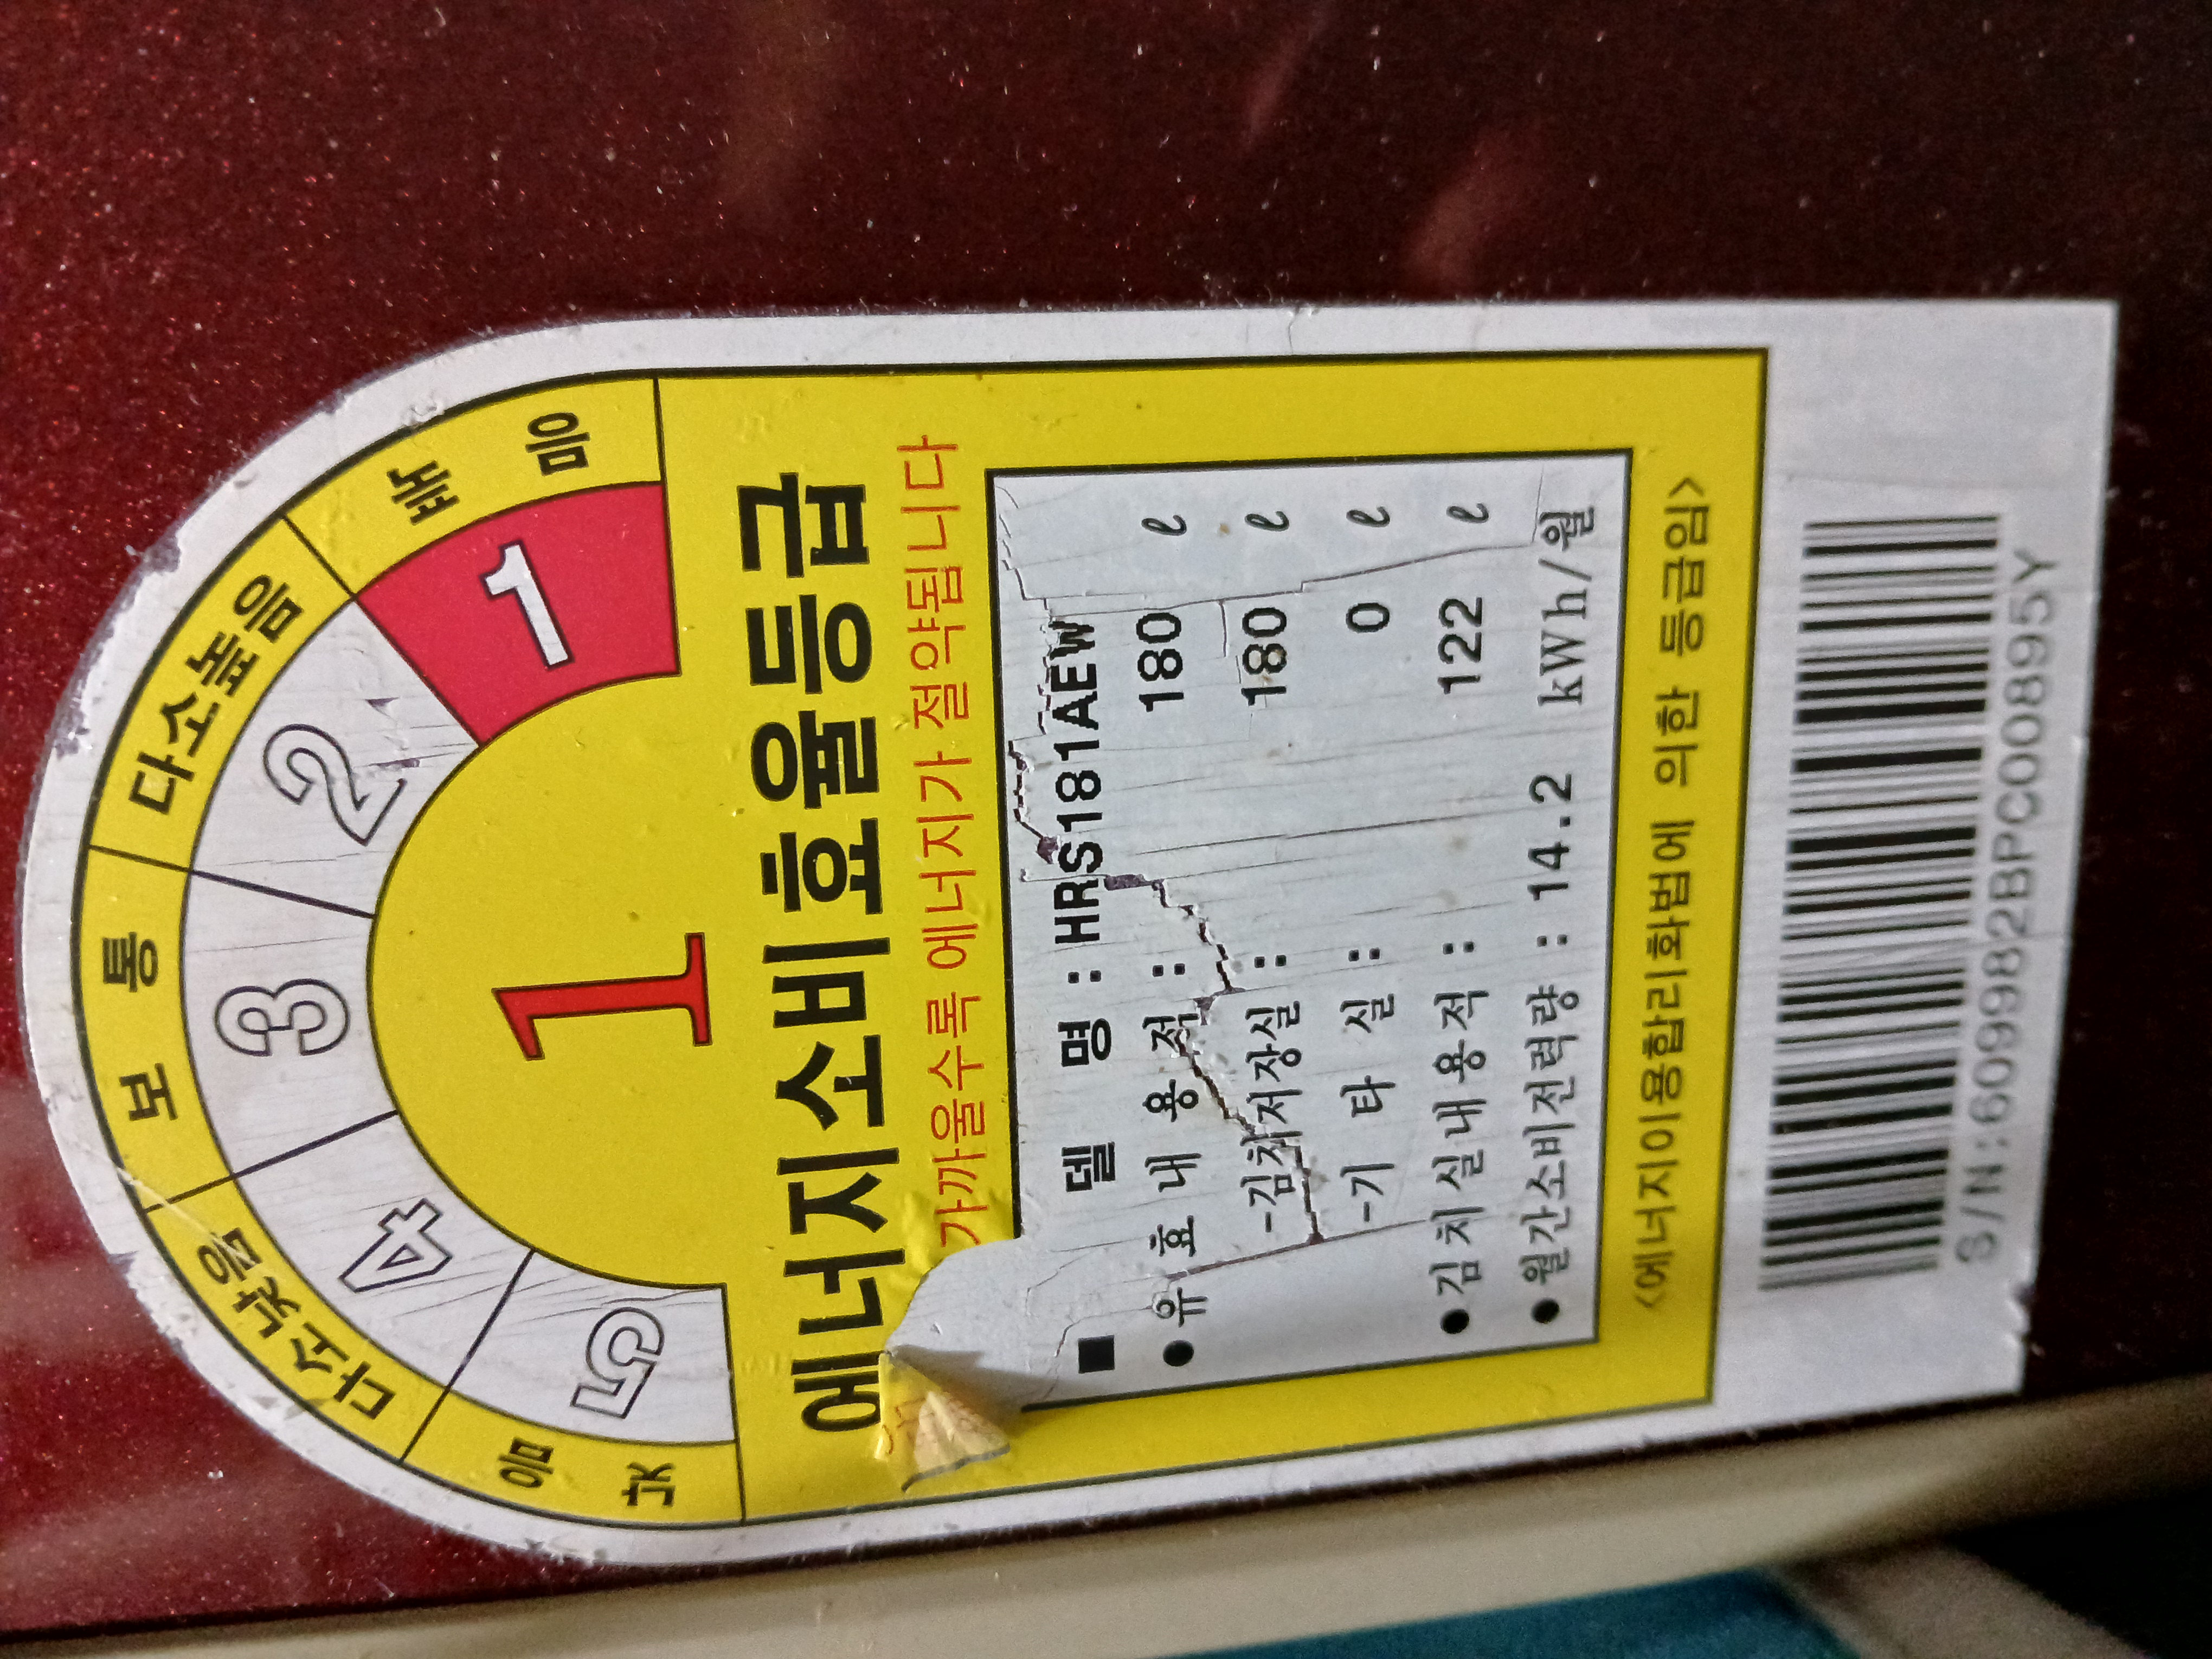 낮음
다소낮음
보통
다소높음
높음
5
4
3
2
1
1
에너지소비효율등급
가까울수록 에너지가 절약됩니다
■ 델 명 : HRS181AEW
●유 효 내 용 적 : 180 ℓ
-김치저장실 : 180 ℓ
-기 타 실 : 0 ℓ
●김치실내용적 : 122 ℓ
●월간소비전력량 : 14.2 kWh/월
<에너지이용합리화법에 의한 등급임>
S/N:609982BPC00895Y